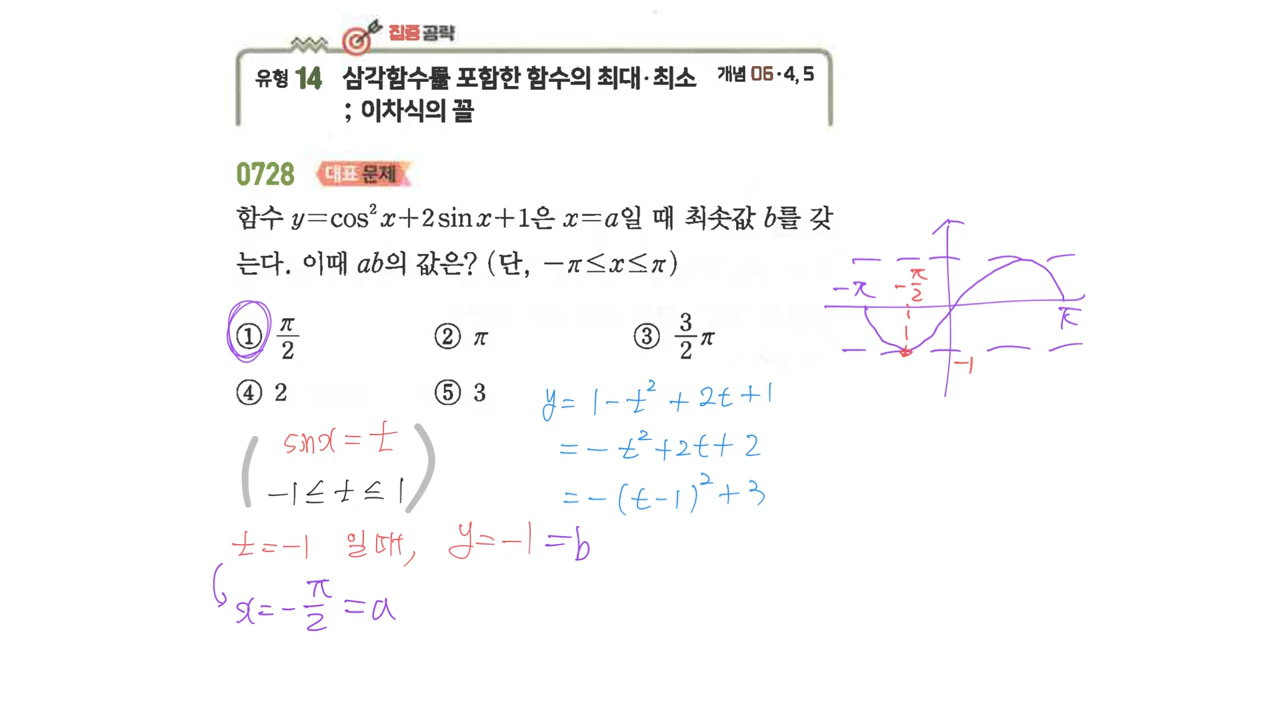 집중공략
유형 14 삼각함수를 포함한 함수의 최대·최소 개념 06·4, 5
; 이차식의 꼴
0728 대표 문제
함수 y=cos²x+2sinx+1은 x=a일 때 최솟값 b를 갖
는다. 이때 ab의 값은? (단, -π≤x≤π)
① π/2 ② π ③ 3/2π
④ 2 ⑤ 3
-π -π/2 π -1
sinx = t
-1 ≤ t ≤ 1
y = 1-t²+2t+1
= -t²+2t+2
= -(t-1)²+3
t=-1 일때, y=-1=b
x=-π/2=a